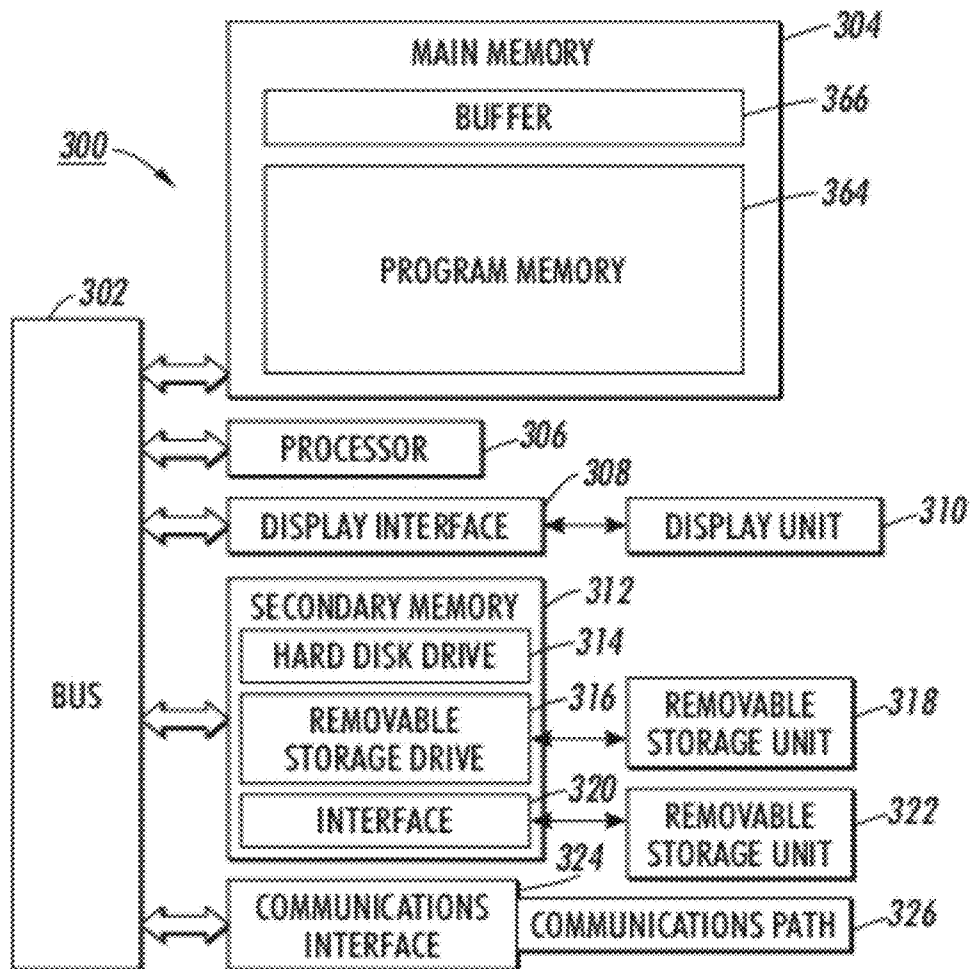 304
MAIN MEMORY
366
BUFFER
300
364
PROGRAM MEMORY
302
306
PROCESSOR
308
DISPLAY INTERFACE
DISPLAY UNIT
310
SECONDARY MEMORY
312
HARD DISK DRIVE
314
BUS
REMOVABLE
STORAGE DRIVE
316
REMOVABLE
STORAGE UNIT
318
INTERFACE
320
REMOVABLE
STORAGE UNIT
322
324
COMMUNICATIONS
INTERFACE
COMMUNICATIONS PATH
326